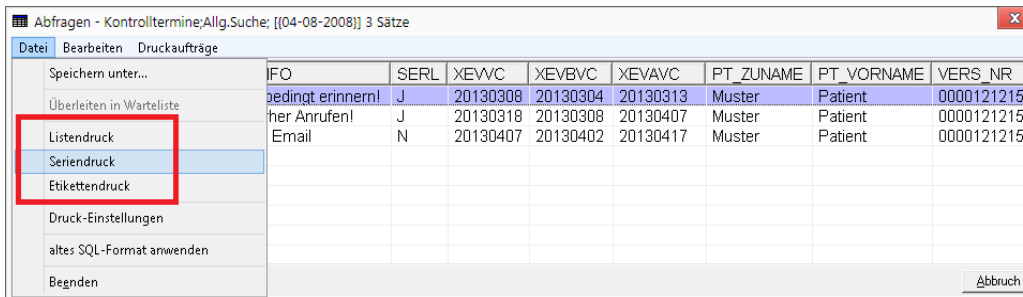 Abfragen - Kontrolltermine;Allg.Suche; [{04-08-2008}] 3 Sätze
Datei Bearbeiten Druckaufträge
Speichern unter...
Überleiten in Warteliste
Listendruck
Seriendruck
Etikettendruck
Druck-Einstellungen
altes SQL-Format anwenden
Beenden
IFO SERL XEVVC XEVBVC XEVAVC PT_ZUNAME PT_VORNAME VERS_NR
bedingt erinnern! J 20130308 20130304 20130313 Muster Patient 0000121215
her Anrufen! J 20130318 20130308 20130407 Muster Patient 0000121215
Email N 20130407 20130402 20130417 Muster Patient 0000121215
Abbruch